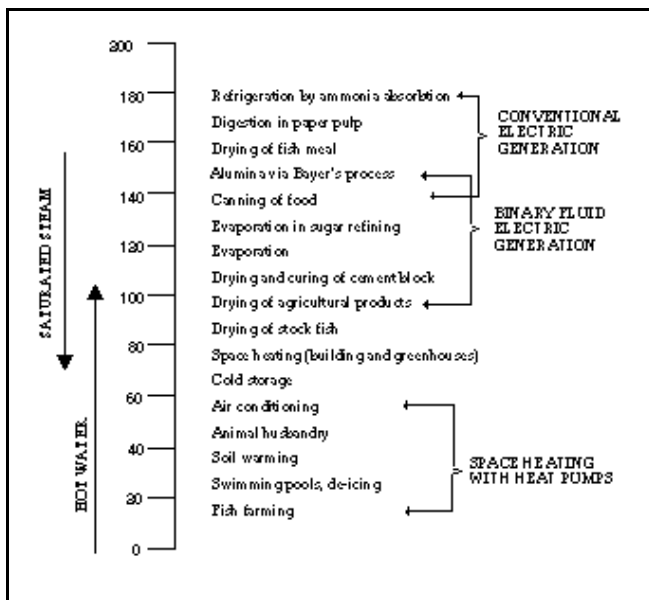 200
180
160
140
120
100
80
60
40
20
0
SATURATED STEAM
HOT WATER
Refrigeration by ammonia absorbtion
Digestion in paper pulp
Drying of fish meal
Alumina via Bayer's process
Canning of food
Evaporation in sugar refining
Evaporation
Drying and curing of cement block
Drying of agricultural products
Drying of stock fish
Space heating (building and greenhouses)
Cold storage
Air conditioning
Animal husbandry
Soil warming
Swimming pools, de-icing
Fish farming
CONVENTIONAL
ELECTRIC
GENERATION
BINARY FLUID
ELECTRIC
GENERATION
SPACE HEATING
WITH HEAT PUMPS